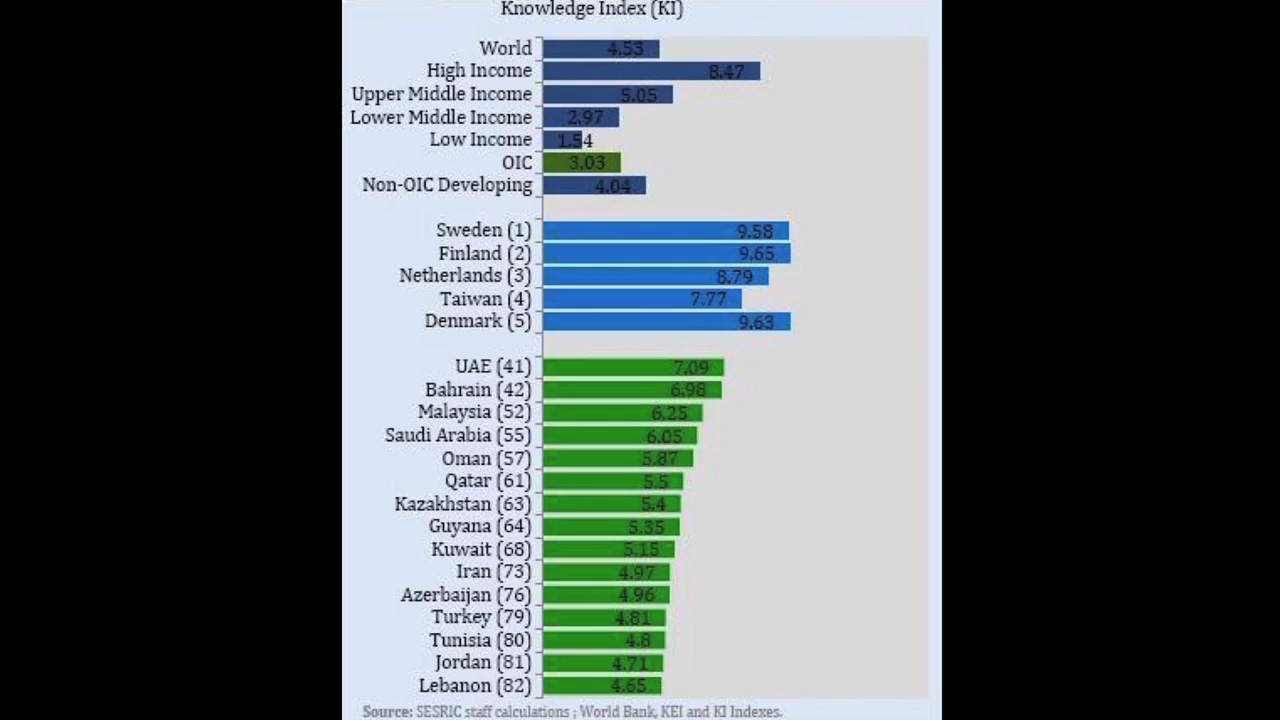 Knowledge Index (KI)
World 4.53
High Income 8.47
Upper Middle Income 5.05
Lower Middle Income 2.97
Low Income 1.54
OIC 3.03
Non-OIC Developing 4.04
Sweden (1) 9.58
Finland (2) 9.65
Netherlands (3) 8.79
Taiwan (4) 7.77
Denmark (5) 9.63
UAE (41) 7.09
Bahrain (42) 6.98
Malaysia (52) 6.25
Saudi Arabia (55) 6.05
Oman (57) 5.87
Qatar (61) 5.5
Kazakhstan (63) 5.4
Guyana (64) 5.35
Kuwait (68) 5.15
Iran (73) 4.97
Azerbaijan (76) 4.96
Turkey (79) 4.81
Tunisia (80) 4.8
Jordan (81) 4.71
Lebanon (82) 4.65
Source: SESRIC staff calculations ; World Bank, KEI and KI Indexes.